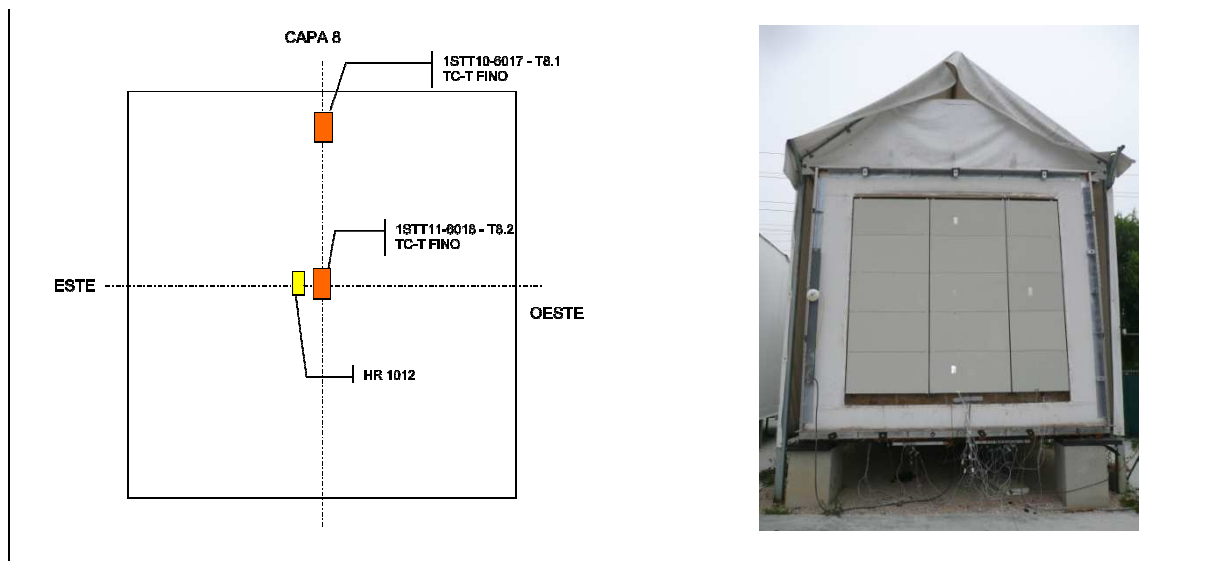 CAPA 8
1STT10-6017 - T8.1
TC-T FINO
1STT11-6018 - T8.2
TC-T FINO
ESTE
OESTE
HR 1012